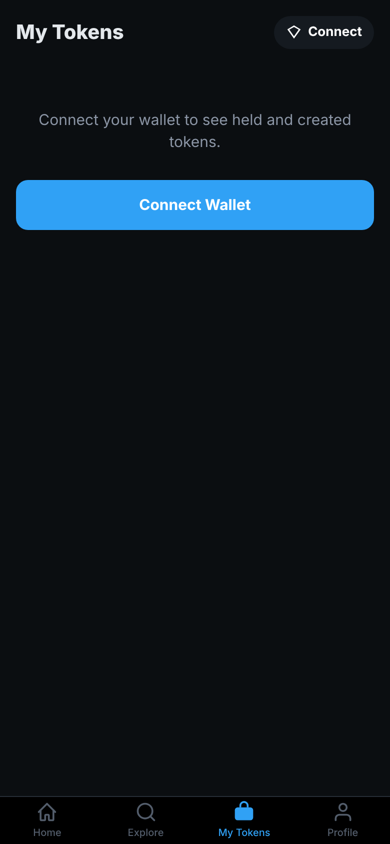 My Tokens
Connect
Connect your wallet to see held and created
tokens.
Connect Wallet
Home
Explore
My Tokens
Profile